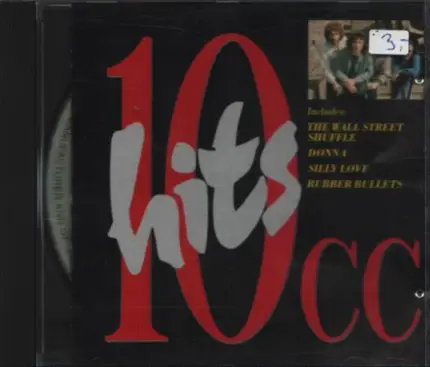 10
hits
CC
3,-
Includes:
THE WALL STREET
SHUFFLE
DONNA
SILLY LOVE
RUBBER BULLETS